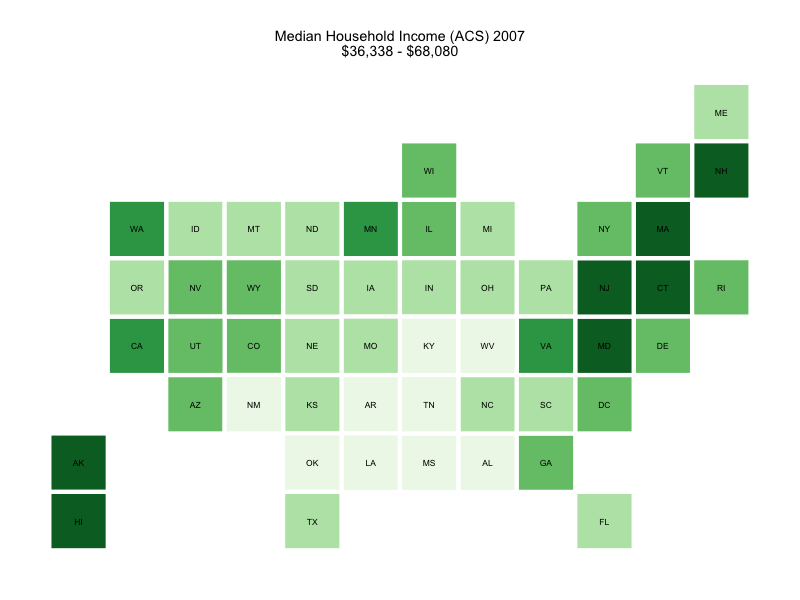 Median Household Income (ACS) 2007
$36,338 - $68,080
ME
WI VT NH
WA ID MT ND MN IL MI NY MA
OR NV WY SD IA IN OH PA NJ CT RI
CA UT CO NE MO KY WV VA MD DE
AZ NM KS AR TN NC SC DC
AK OK LA MS AL GA
HI TX FL